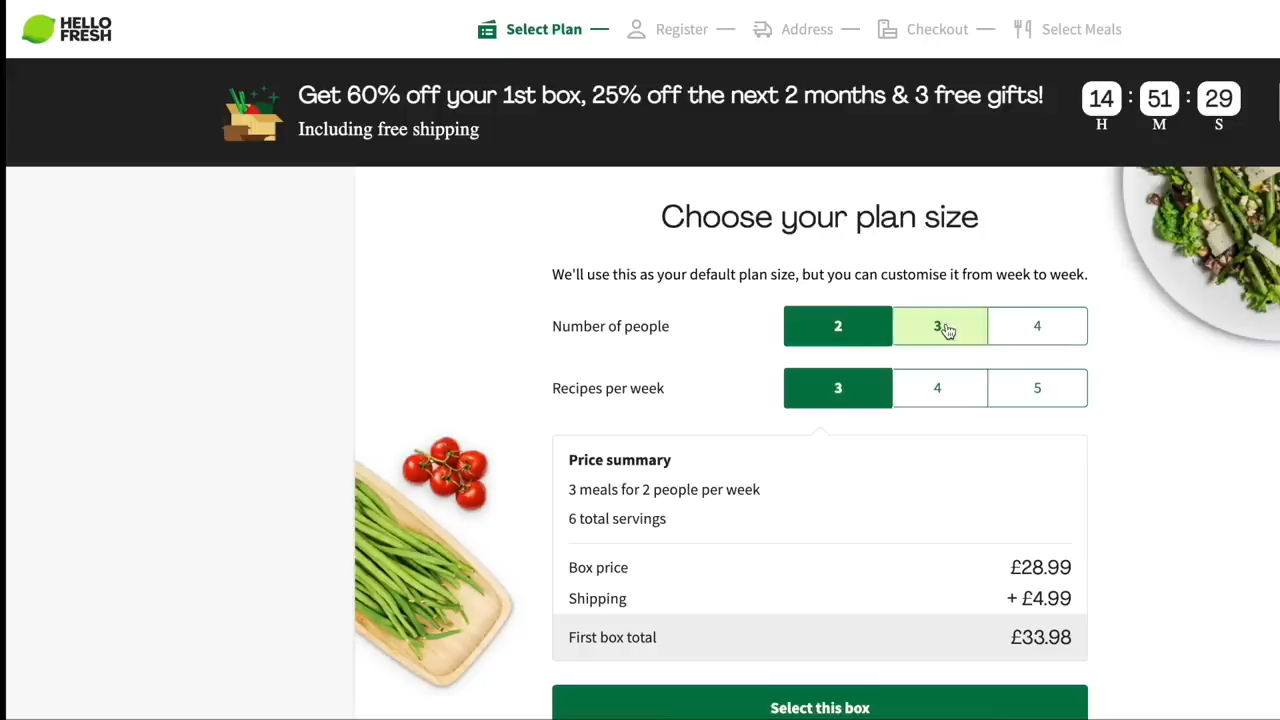 HELLO
FRESH
Select Plan
Register
Address
Checkout
Select Meals
Get 60% off your 1st box, 25% off the next 2 months & 3 free gifts!
Including free shipping
14 : 51 : 29
H M S
Choose your plan size
We'll use this as your default plan size, but you can customise it from week to week.
Number of people 2 3 4
Recipes per week 3 4 5
Price summary
3 meals for 2 people per week
6 total servings
Box price £28.99
Shipping + £4.99
First box total £33.98
Select this box